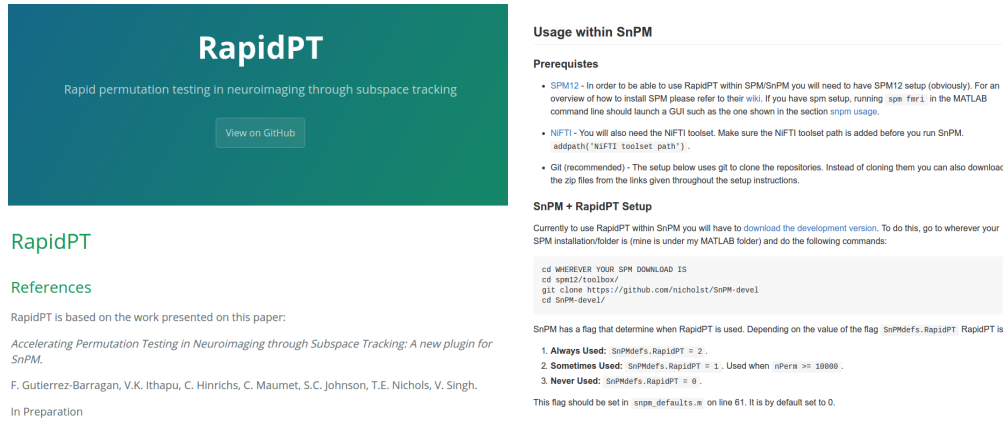 RapidPT
Rapid permutation testing in neuroimaging through subspace tracking
View on GitHub
RapidPT
References
RapidPT is based on the work presented on this paper:
Accelerating Permutation Testing in Neuroimaging through Subspace Tracking: A new plugin for
SnPM.
F. Gutierrez-Barragan, V.K. Ithapu, C. Hinrichs, C. Maumet, S.C. Johnson, T.E. Nichols, V. Singh.
In Preparation
Usage within SnPM
Prerequistes
• SPM12 - In order to be able to use RapidPT within SPM/SnPM you will need to have SPM12 setup (obviously). For an
overview of how to install SPM please refer to their wiki. If you have spm setup, running spm fmri in the MATLAB
command line should launch a GUI such as the one shown in the section snpm usage.
• NiFTI - You will also need the NiFTI toolset. Make sure the NiFTI toolset path is added before you run SnPM.
addpath('NiFTI toolset path') .
• Git (recommended) - The setup below uses git to clone the repositories. Instead of cloning them you can also download
the zip files from the links given throughout the setup instructions.
SnPM + RapidPT Setup
Currently to use RapidPT within SnPM you will have to download the development version. To do this, go to wherever your
SPM installation/folder is (mine is under my MATLAB folder) and do the following commands:
cd WHEREVER YOUR SPM DOWNLOAD IS
cd spm12/toolbox/
git clone https://github.com/nicholst/SnPM-devel
cd SnPM-devel/
SnPM has a flag that determine when RapidPT is used. Depending on the value of the flag SnPMdefs.RapidPT RapidPT is
1. Always Used: SnPMdefs.RapidPT = 2 .
2. Sometimes Used: SnPMdefs.RapidPT = 1 . Used when nPerm >= 10000 .
3. Never Used: SnPMdefs.RapidPT = 0 .
This flag should be set in snpm_defaults.m on line 61. It is by default set to 0.